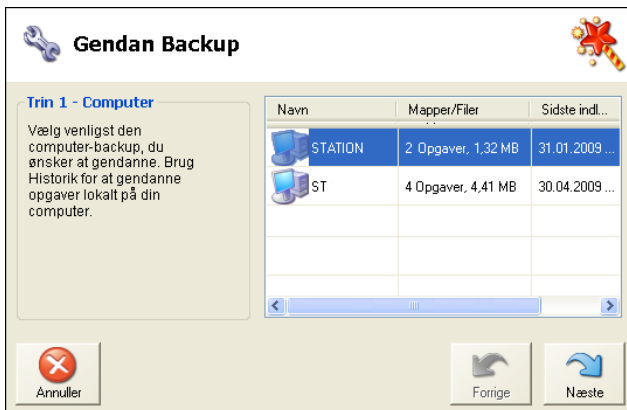 Gendan Backup
Trin 1 - Computer
Vælg venligst den
computer-backup, du
ønsker at gendanne. Brug
Historik for at gendanne
opgaver lokalt på din
computer.
Navn Mapper/Filer Sidste indl...
STATION 2 Opgaver, 1,32 MB 31.01.2009 ...
ST 4 Opgaver, 4,41 MB 30.04.2009 ...
Annuller Forrige Næste